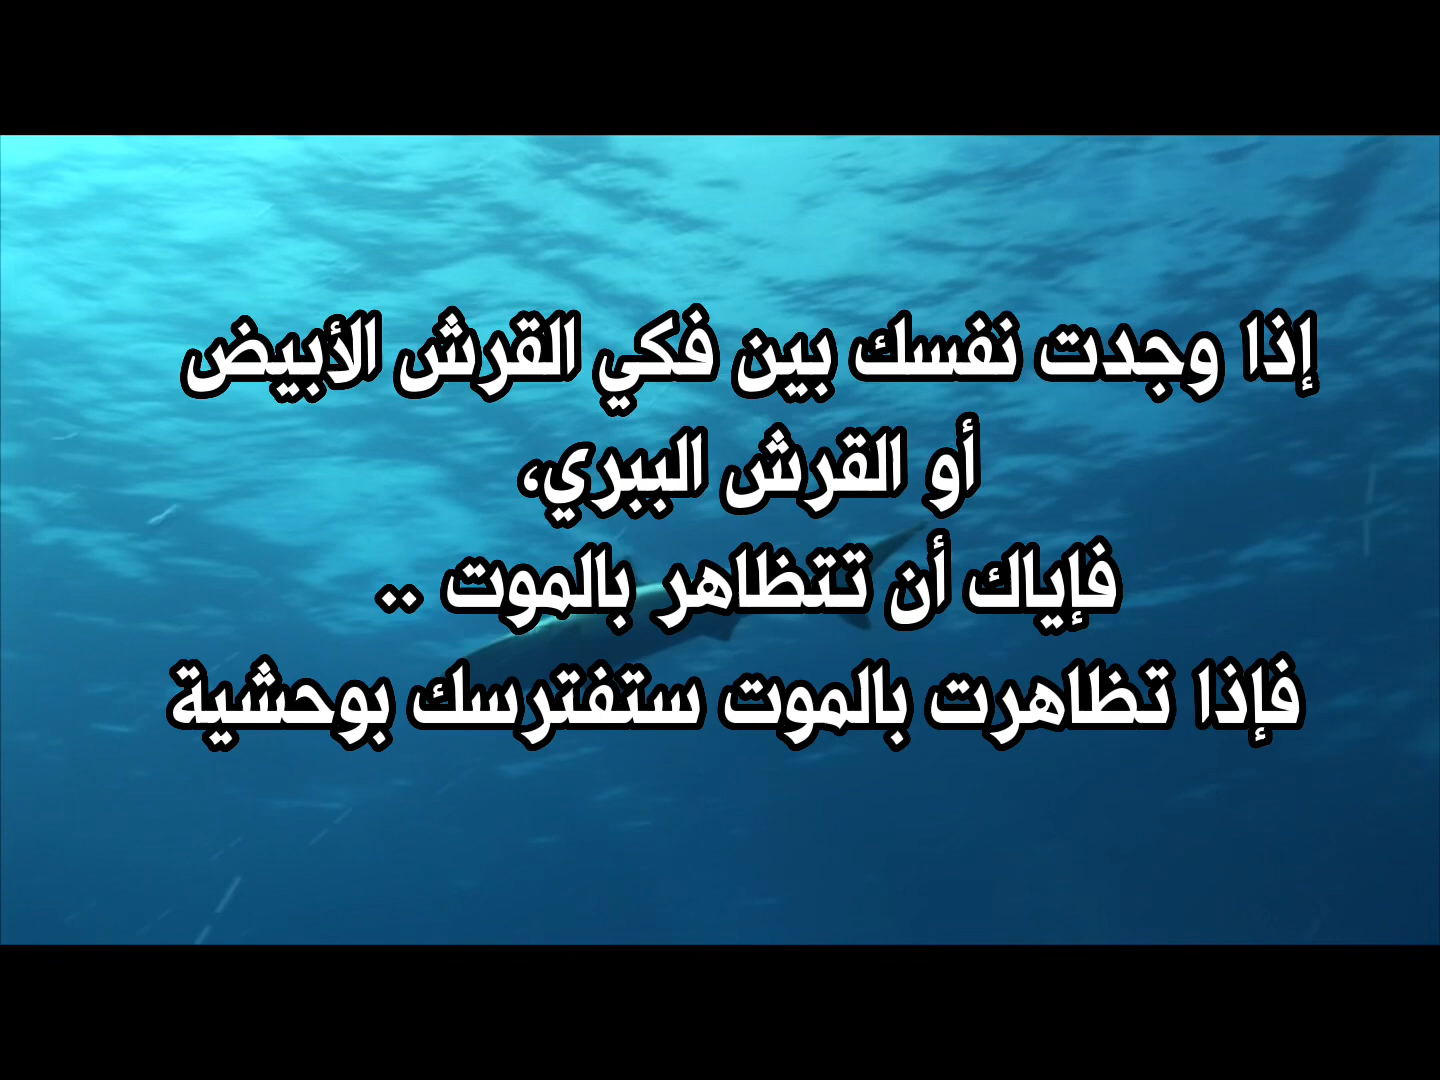 إذا وجدت نفسك بين فكي القرش الأبيض
أو القرش الببري،
فإياك أن تتظاهر بالموت ..
فإذا تظاهرت بالموت ستفترسك بوحشية